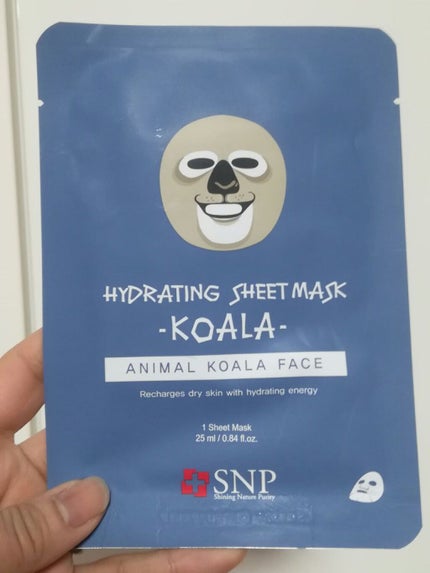 HYDRATING SHEET MASK
-KOALA-
ANIMAL KOALA FACE
Recharges dry skin with hydrating energy
1 Sheet Mask
25 ml / 0.84 fl.oz.
SNP
Shining Nature Purity